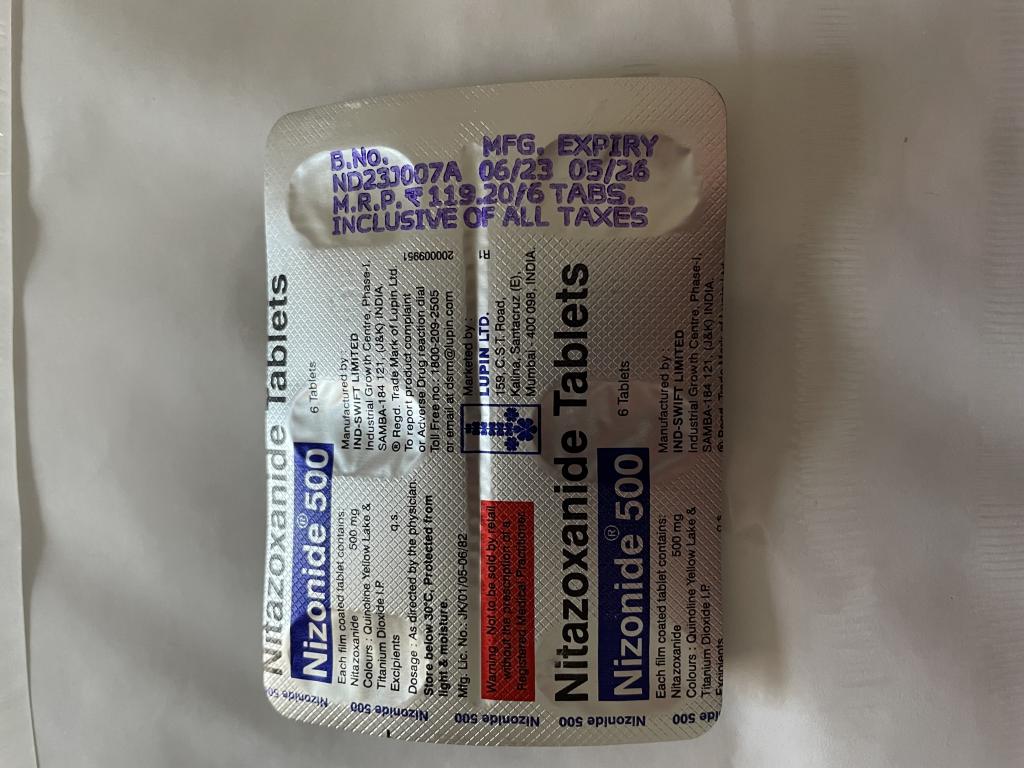 B.No. MFG. EXPIRY
ND23J007A 06/23 05/26
M.R.P.₹119.20/6 TABS.
INCLUSIVE OF ALL TAXES
Nitazoxanide Tablets
Nizonide® 500
6 Tablets
Each film coated tablet contains:
Nitazoxanide 500 mg
Colours : Quinoline Yellow Lake &
Titanium Dioxide I.P.
Excipients q.s.
Dosage : As directed by the physician.
Store below 30°C, Protected from
light & moisture.
Mfg. Lic. No.: JK/01/05-06/82
Manufactured by
IND-SWIFT LIMITED
Industrial Growth Centre, Phase-I,
SAMBA-184 121, (J&K) INDIA
® Regd. Trade Mark of Lupin Ltd.
To report product complaint
or Adverse Drug reaction dial
Toll Free no.: 1800-209-2505
or email at dsrm@lupin.com
200009951
R1
Marketed by :
LUPIN LTD.
159, C.S.T. Road,
Kalina, Santacruz (E),
Mumbai - 400 098. INDIA.
Warning : Not to be sold by retail
without the prescription of a
Registered Medical Practitioner.
Nitazoxanide Tablets
Nizonide® 500
6 Tablets
Each film coated tablet contains:
Nitazoxanide 500 mg
Colours : Quinoline Yellow Lake &
Titanium Dioxide I.P.
Excipients q.s.
Manufactured by
IND-SWIFT LIMITED
Industrial Growth Centre, Phase-I,
SAMBA-184 121, (J&K) INDIA
Nizonide 500
Nizonide 500
Nizonide 500
Nizonide 500
Nizonide 500
Nizonide 500
Nizonide 500